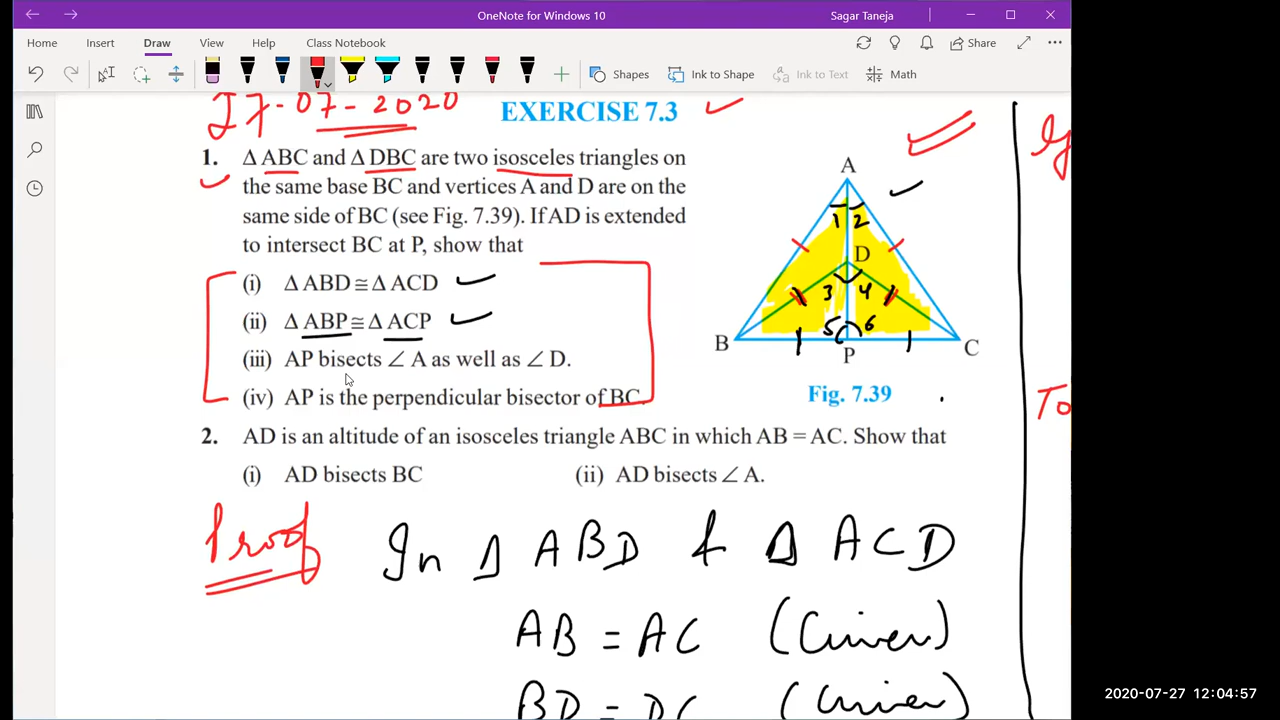 OneNote for Windows 10
Sagar Taneja
Home Insert Draw View Help Class Notebook
Share
Shapes Ink to Shape Ink to Text Math
27-07-2020
EXERCISE 7.3
1. Δ ABC and Δ DBC are two isosceles triangles on
the same base BC and vertices A and D are on the
same side of BC (see Fig. 7.39). If AD is extended
to intersect BC at P, show that
(i) Δ ABD ≅ Δ ACD
(ii) Δ ABP ≅ Δ ACP
(iii) AP bisects ∠ A as well as ∠ D.
(iv) AP is the perpendicular bisector of BC.
A
1 2
D
3 4
5 6
B P C
Fig. 7.39
To
2. AD is an altitude of an isosceles triangle ABC in which AB = AC. Show that
(i) AD bisects BC (ii) AD bisects ∠ A.
Proof In Δ ABD & Δ ACD
AB = AC (Given)
BD = DC (Given)
2020-07-27 12:04:57